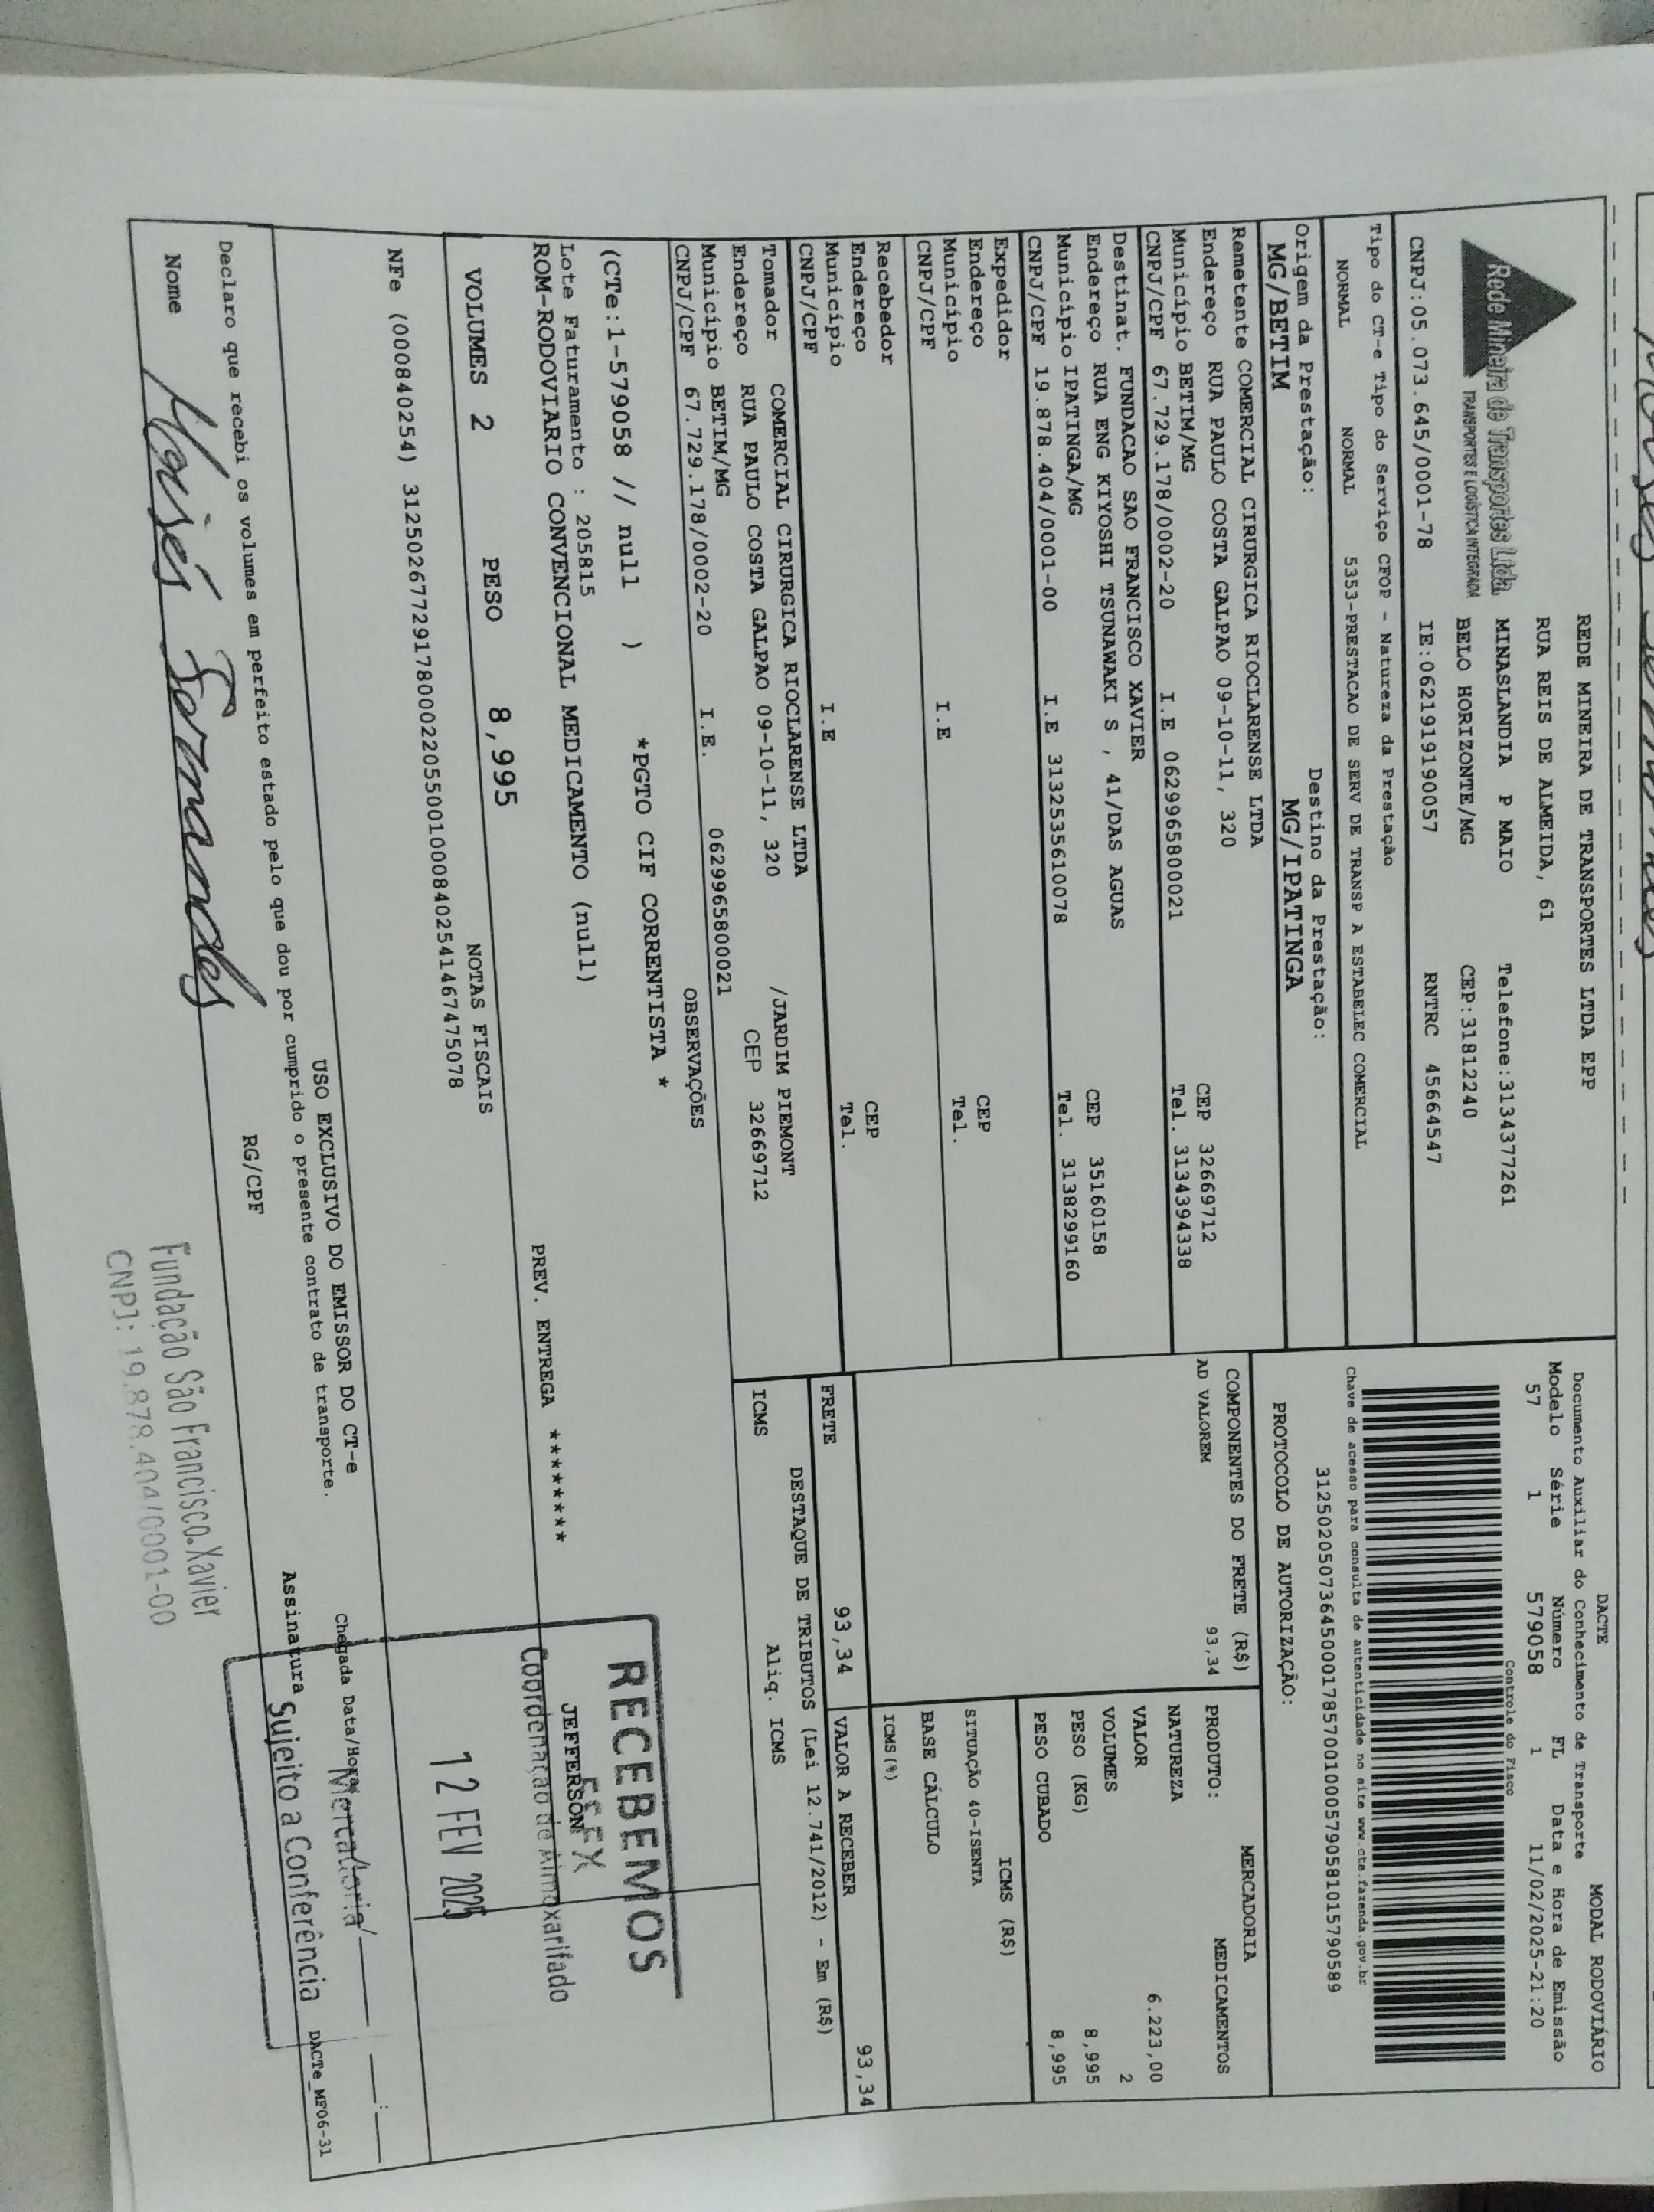 REDE MINEIRA DE TRANSPORTES LTDA EPP
RUA REIS DE ALMEIDA, 61
Rede Mineira de Transportes Ltda.
TRANSPORTES E LOGÍSTICA INTEGRADA
MINASLANDIA P MAIO Telefone:3134377261
BELO HORIZONTE/MG CEP:31812240
CNPJ:05.073.645/0001-78 IE:0621919190057 RNTRC 45664547
DACTE MODAL RODOVIÁRIO
Documento Auxiliar do Conhecimento de Transporte
Modelo Série Número FL Data e Hora de Emissão
57 1 579058 1 11/02/2025-21:20
Controle do Fisco
Chave de acesso para consulta de autenticidade no site www.cte.fazenda.gov.br
31250205073645000178570010005790581015790589
PROTOCOLO DE AUTORIZAÇÃO:
Tipo do CT-e Tipo do Serviço CFOP - Natureza da Prestação
NORMAL NORMAL 5353-PRESTACAO DE SERV DE TRANSP A ESTABELEC COMERCIAL
Origem da Prestação: Destino da Prestação:
MG/BETIM MG/IPATINGA
Remetente COMERCIAL CIRURGICA RIOCLARENSE LTDA
Endereço RUA PAULO COSTA GALPAO 09-10-11, 320 CEP 32669712
Município BETIM/MG Tel. 3134394338
CNPJ/CPF 67.729.178/0002-20 I.E 0629965800021
Destinat. FUNDACAO SAO FRANCISCO XAVIER
Endereço RUA ENG KIYOSHI TSUNAWAKI S , 41/DAS AGUAS CEP 35160158
Município IPATINGA/MG Tel. 3138299160
CNPJ/CPF 19.878.404/0001-00 I.E 3132535610078
Expedidor
Endereço CEP
Município Tel.
CNPJ/CPF I.E
Recebedor
Endereço CEP
Município Tel.
CNPJ/CPF I.E
Tomador COMERCIAL CIRURGICA RIOCLARENSE LTDA
Endereço RUA PAULO COSTA GALPAO 09-10-11, 320 /JARDIM PIEMONT
Município BETIM/MG CEP 32669712
CNPJ/CPF 67.729.178/0002-20 I.E. 0629965800021
COMPONENTES DO FRETE (R$)
AD VALOREM 93,34
MERCADORIA
PRODUTO: MEDICAMENTOS
NATUREZA
VALOR 6.223,00
VOLUMES 2
PESO (KG) 8,995
PESO CUBADO 8,995
ICMS (R$)
SITUAÇÃO 40-ISENTA
BASE CÁLCULO
ICMS(%)
FRETE 93,34 VALOR A RECEBER 93,34
DESTAQUE DE TRIBUTOS (Lei 12.741/2012) - Em (R$)
ICMS Aliq. ICMS
OBSERVAÇÕES
(CTe:1-579058 // null ) *PGTO CIF CORRENTISTA *
Lote Faturamento : 205815
ROM-RODOVIARIO CONVENCIONAL MEDICAMENTO (null)
PREV. ENTREGA ********
JEFFERSON
VOLUMES 2 PESO 8,995
NOTAS FISCAIS
NFe (000840254) 31250267729178000220550010008402541467475078
RECEBEMOS
FSFX
Coordenação de Almoxarifado
12 FEV 2025
Mercadoria
Sujeito a Conferência
USO EXCLUSIVO DO EMISSOR DO CT-e
Declaro que recebi os volumes em perfeito estado pelo que dou por cumprido o presente contrato de transporte.
Chegada Data/Hora / / :
Nome Moisés Fernandes RG/CPF Assinatura
DACTe_MF06-31
Fundação São Francisco Xavier
CNPJ: 19.878.404/0001-00